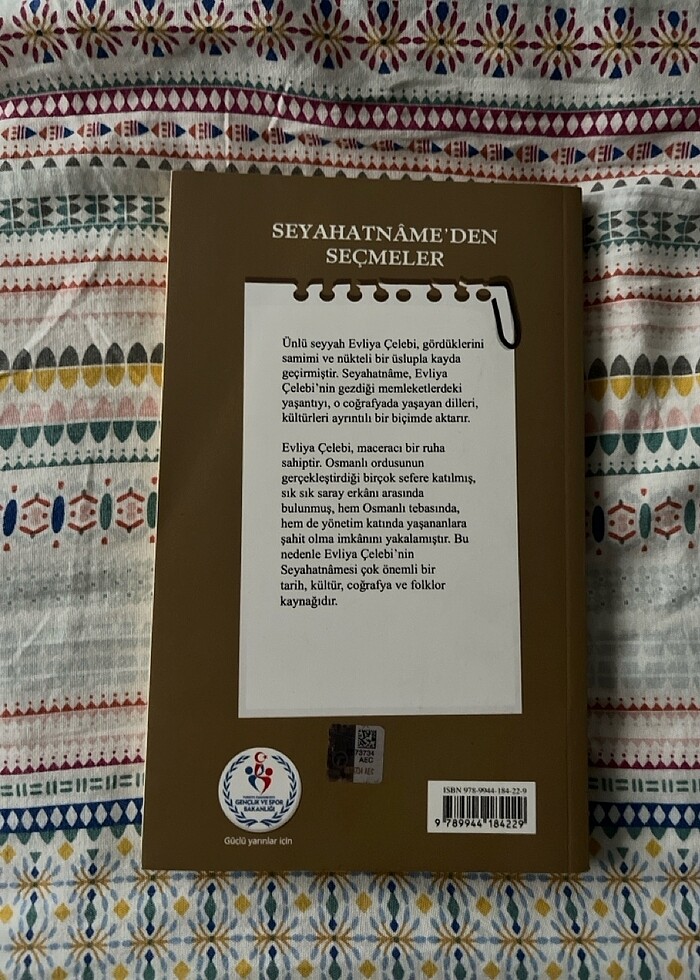 SEYAHATNÂME'DEN
SEÇMELER
Ünlü seyyah Evliya Çelebi, gördüklerini
samimi ve nükteli bir üslupla kayda
geçirmiştir. Seyahatnâme, Evliya
Çelebi'nin gezdiği memleketlerdeki
yaşantıyı, o coğrafyada yaşayan dilleri,
kültürleri ayrıntılı bir biçimde aktarır.
Evliya Çelebi, maceracı bir ruha
sahiptir. Osmanlı ordusunun
gerçekleştirdiği birçok sefere katılmış,
sık sık saray erkânı arasında
bulunmuş, hem Osmanlı tebasında,
hem de yönetim katında yaşananlara
şahit olma imkânını yakalamıştır. Bu
nedenle Evliya Çelebi'nin
Seyahatnâmesi çok önemli bir
tarih, kültür, coğrafya ve folklor
kaynağıdır.
73734
AEC
GENÇLİK VE SPOR
BAKANLIĞI
Güçlü yarınlar için
ISBN 978-9944-184-22-9
9 789944 184229